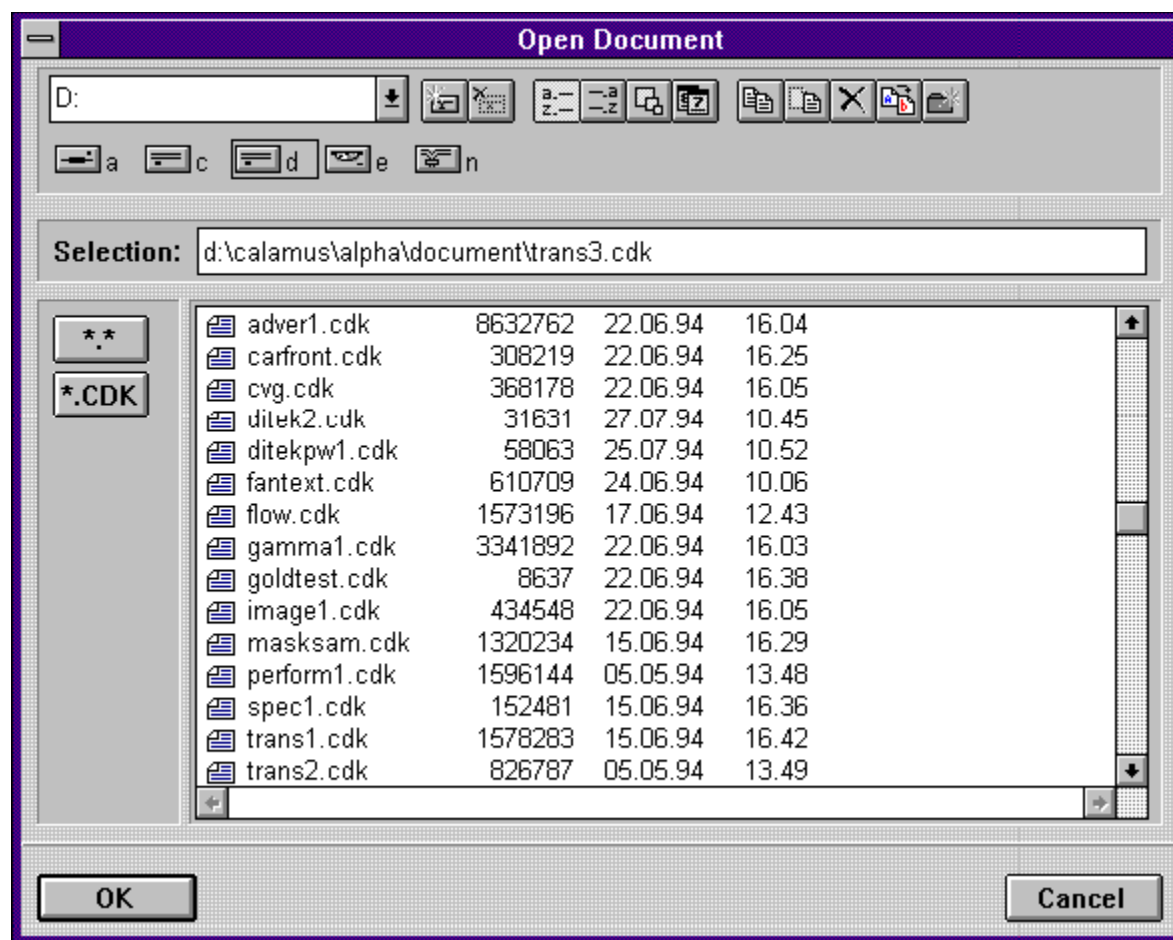 Open Document
D:
a c d e n
Selection: d:\calamus\alpha\document\trans3.cdk
*.*
*.CDK
adver1.cdk 8632762 22.06.94 16.04
carfront.cdk 308219 22.06.94 16.25
cvg.cdk 368178 22.06.94 16.05
ditek2.cdk 31631 27.07.94 10.45
ditekpw1.cdk 58063 25.07.94 10.52
fantext.cdk 610709 24.06.94 10.06
flow.cdk 1573196 17.06.94 12.43
gamma1.cdk 3341892 22.06.94 16.03
goldtest.cdk 8637 22.06.94 16.38
image1.cdk 434548 22.06.94 16.05
masksam.cdk 1320234 15.06.94 16.29
perform1.cdk 1596144 05.05.94 13.48
spec1.cdk 152481 15.06.94 16.36
trans1.cdk 1578283 15.06.94 16.42
trans2.cdk 826787 05.05.94 13.49
OK Cancel